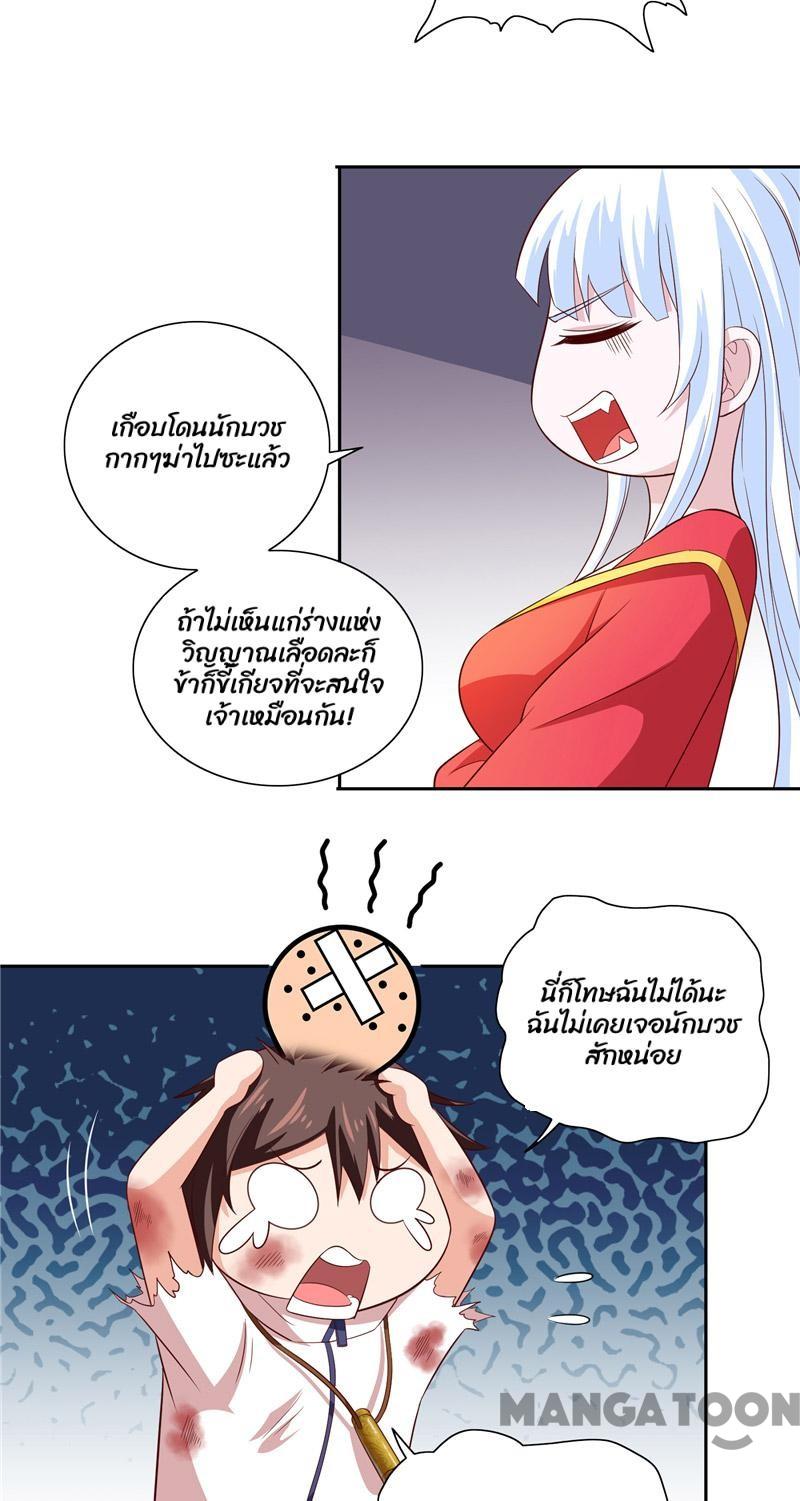 เกือบโดนนักบวช
กากๆฆ่าไปซะแล้ว
ถ้าไม่เห็นแก่ร่างแห่ง
วิญญาณเลือดละก็
ข้าก็ขี้เกียจที่จะสนใจ
เจ้าเหมือนกัน!
นี่ก็โทษฉันไม่ได้นะ
ฉันไม่เคยเจอนักบวช
สักหน่อย
MANGATOON